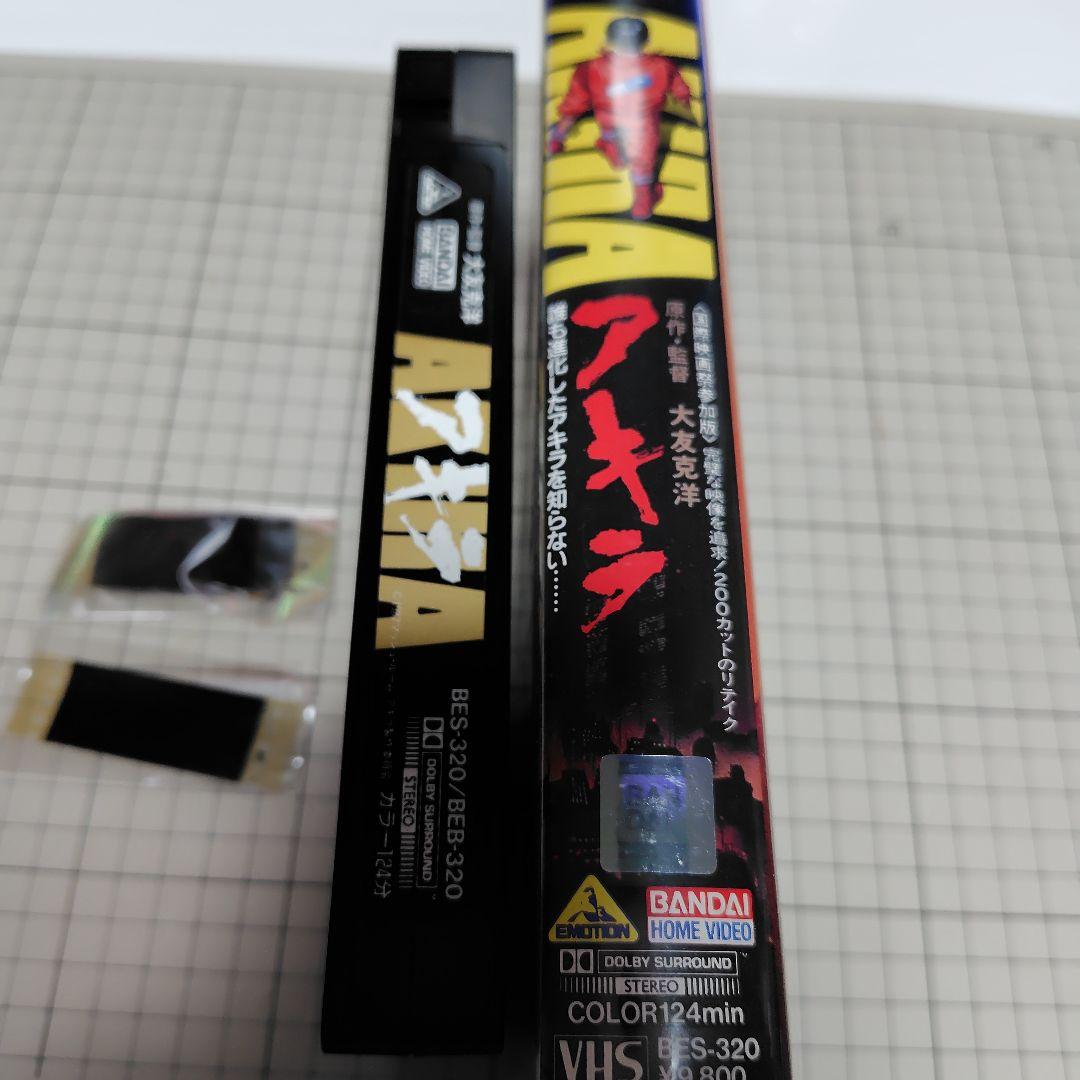 EMOTION
BANDAI
HOME VIDEO
原作・監督 大友克洋
AKIRA
アキラ
BES-320/BEB-320
DOLBY SURROUND
STEREO
カラー124分
AKIRA
アキラ
〈国際映画祭参加版〉完璧な映像を追求!200カットのリテイク
原作・監督 大友克洋
誰も進化したアキラを知らない……
EMOTION
BANDAI
HOME VIDEO
DOLBY SURROUND
STEREO
COLOR124min
VHS
BES-320
¥9,800